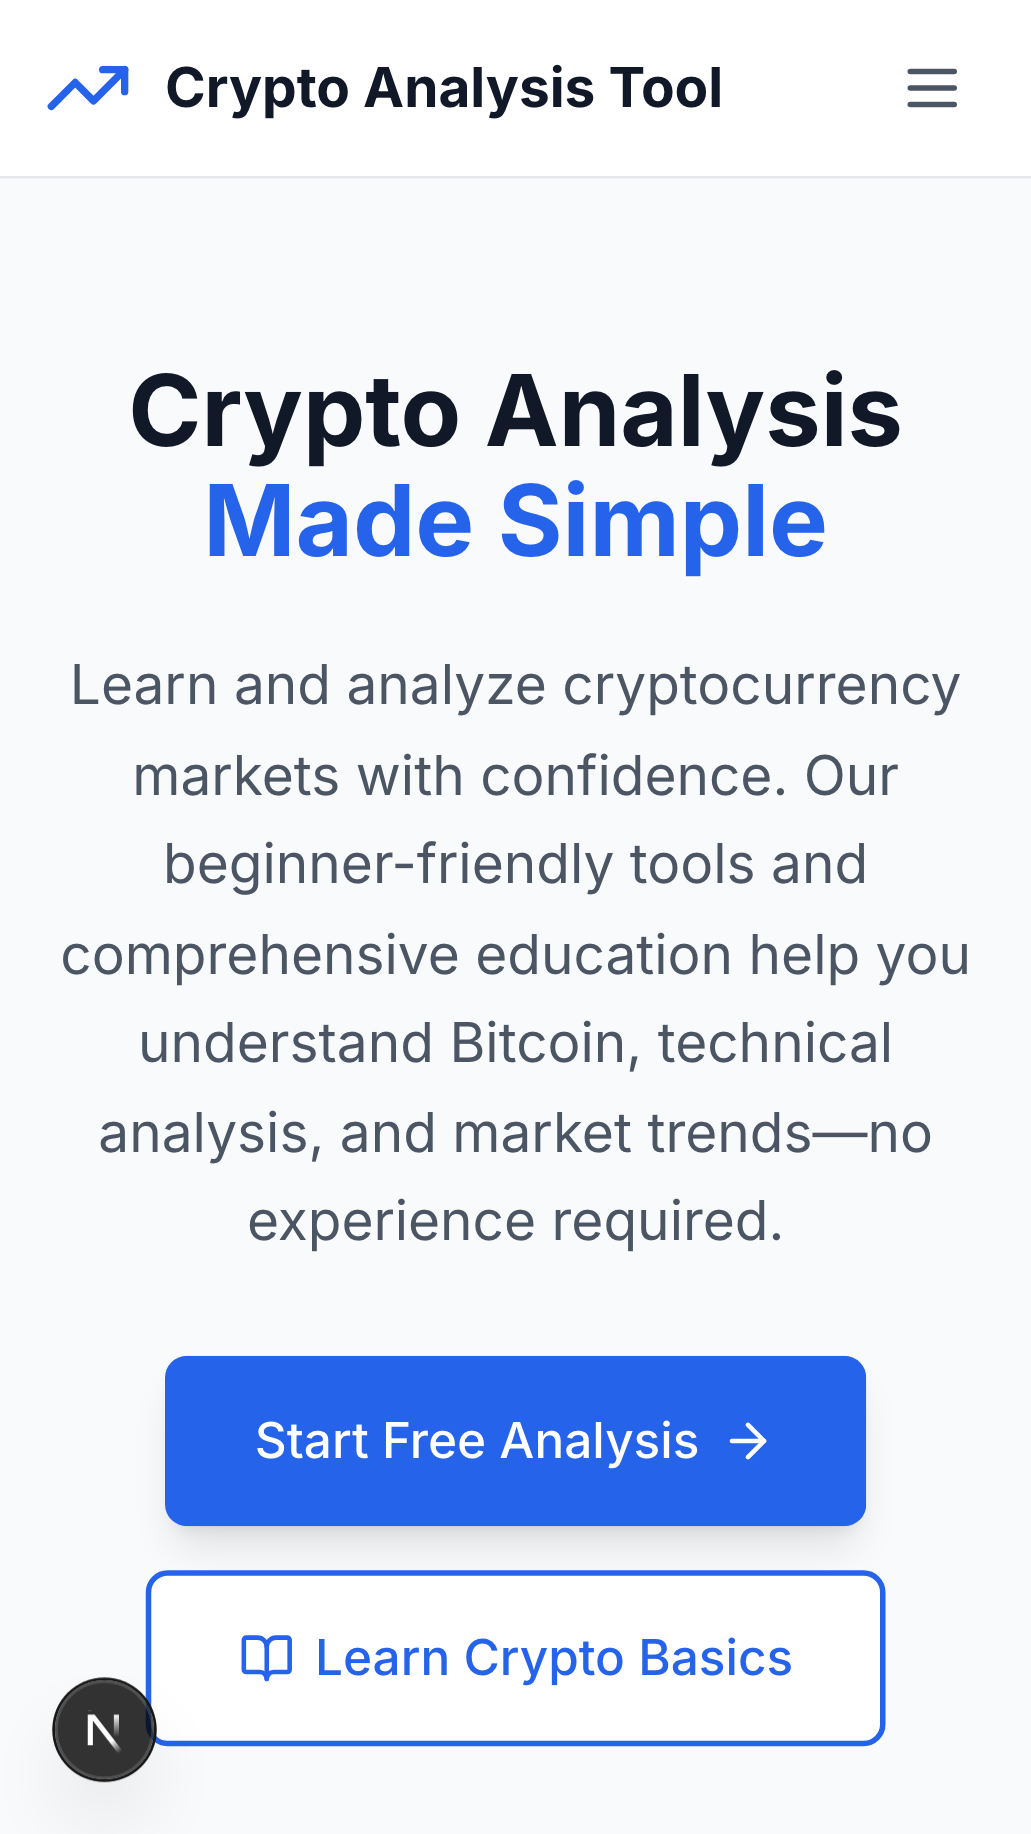 Crypto Analysis Tool
Crypto Analysis
Made Simple
Learn and analyze cryptocurrency
markets with confidence. Our
beginner-friendly tools and
comprehensive education help you
understand Bitcoin, technical
analysis, and market trends—no
experience required.
Start Free Analysis →
Learn Crypto Basics
N